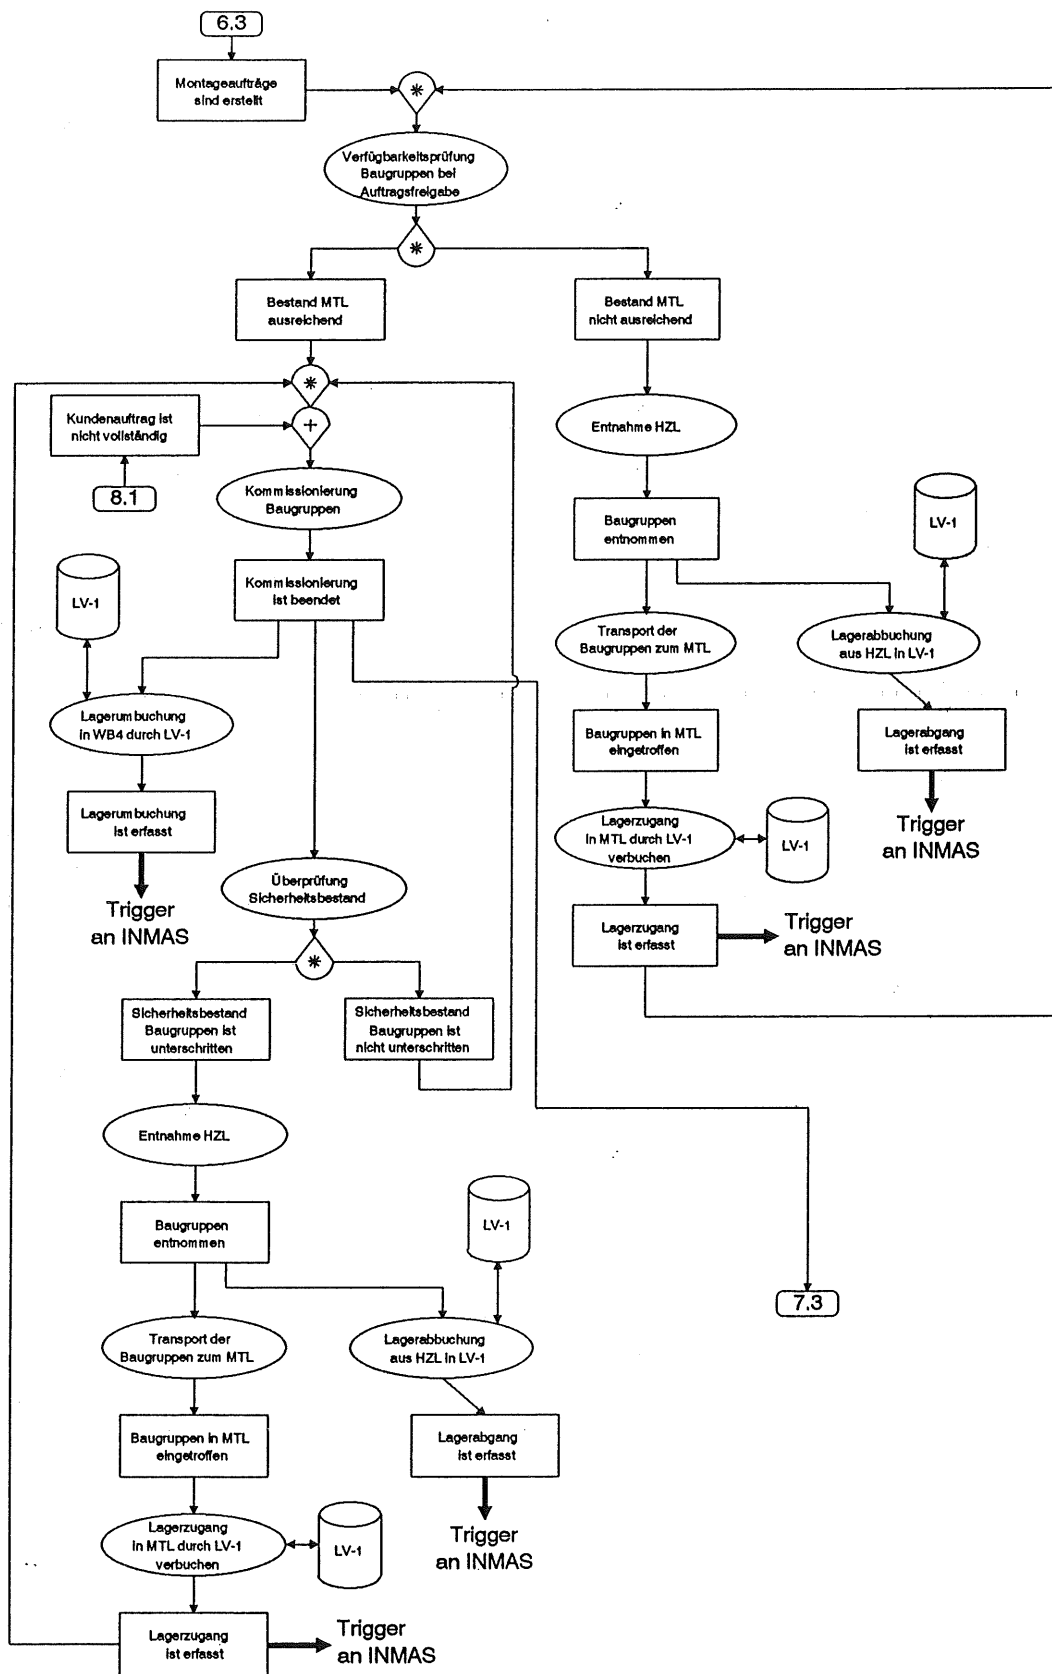 6.3
Montageaufträge
sind erstellt
*
Verfügbarkeitsprüfung
Baugruppen bei
Auftragsfreigabe
*
Bestand MTL
ausreichend
Bestand MTL
nicht ausreichend
*
Kundenauftrag ist
nicht vollständig
+
8.1
Entnahme HZL
Kommissionierung
Baugruppen
Baugruppen
entnommen
LV-1
Kommissionierung
ist beendet
LV-1
Transport der
Baugruppen zum MTL
Lagerabbuchung
aus HZL in LV-1
Lagerumbuchung
in WB4 durch LV-1
Baugruppen in MTL
eingetroffen
Lagerabgang
ist erfasst
Lagerumbuchung
ist erfasst
Lagerzugang
in MTL durch LV-1
verbuchen
LV-1
Trigger
an INMAS
Überprüfung
Sicherheitsbestand
Trigger
an INMAS
Lagerzugang
ist erfasst
Trigger
an INMAS
*
Sicherheitsbestand
Baugruppen ist
unterschritten
Sicherheitsbestand
Baugruppen ist
nicht unterschritten
Entnahme HZL
Baugruppen
entnommen
LV-1
7.3
Transport der
Baugruppen zum MTL
Lagerabbuchung
aus HZL in LV-1
Baugruppen in MTL
eingetroffen
Lagerabgang
ist erfasst
Lagerzugang
in MTL durch LV-1
verbuchen
LV-1
Trigger
an INMAS
Lagerzugang
ist erfasst
Trigger
an INMAS